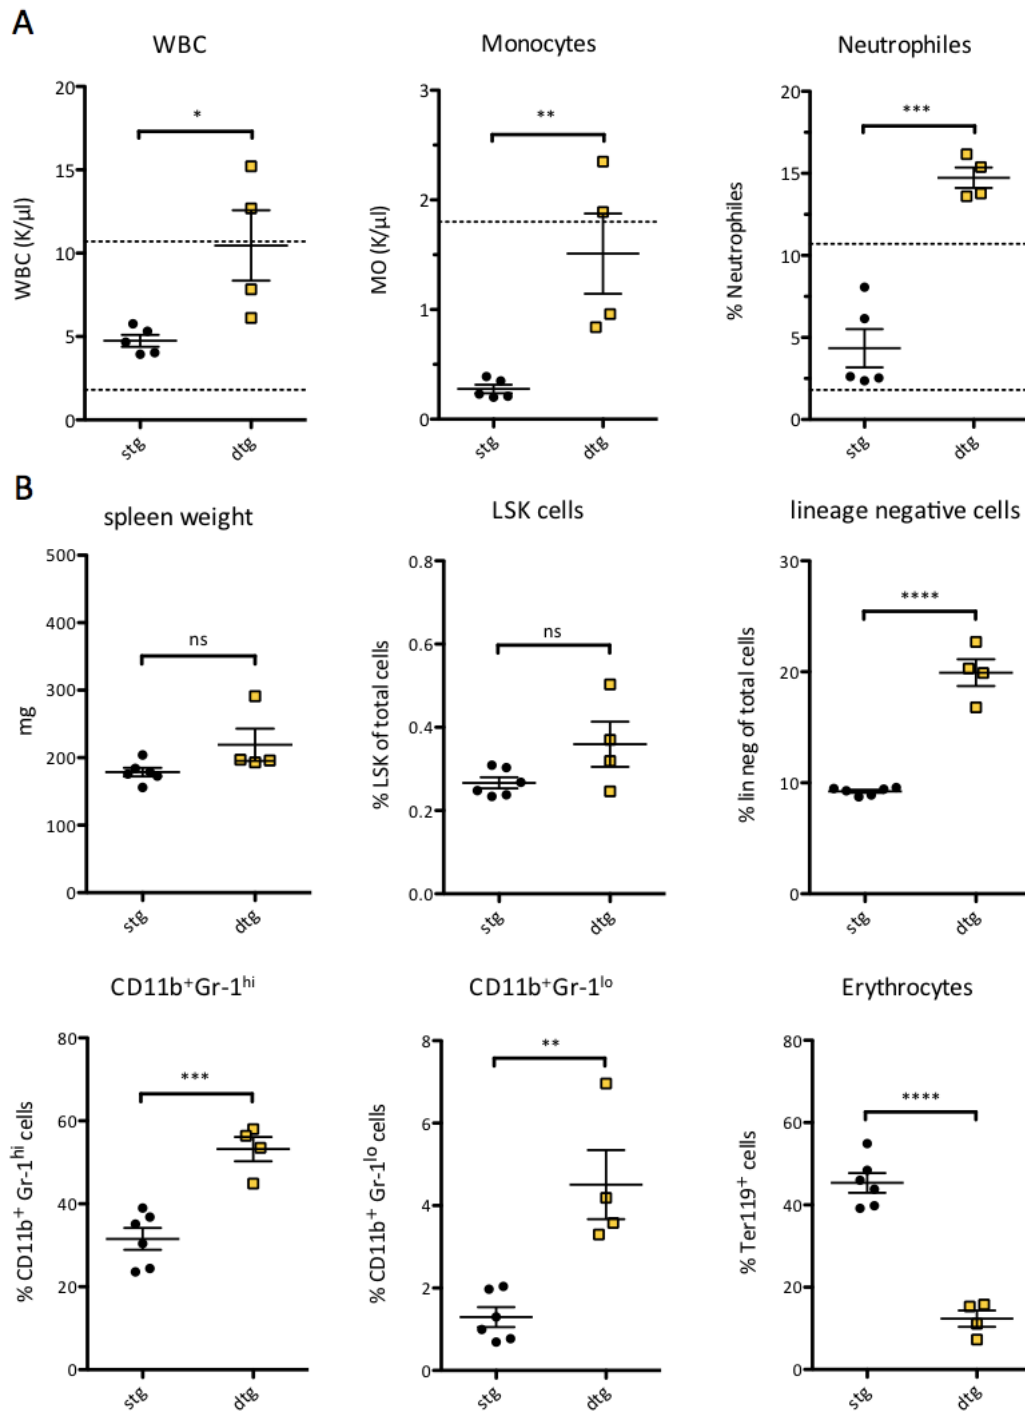 A
WBC
Monocytes
Neutrophiles
20
15
10
5
0
WBC (K/µl)
*
stg
dtg
3
2
1
0
MO (K/µl)
**
stg
dtg
20
15
10
5
0
% Neutrophiles
***
stg
dtg
B
spleen weight
LSK cells
lineage negative cells
500
400
300
200
100
0
mg
ns
stg
dtg
0.8
0.6
0.4
0.2
0.0
% LSK of total cells
ns
stg
dtg
30
20
10
0
% lin neg of total cells
****
stg
dtg
CD11b⁺Gr-1ʰⁱ
CD11b⁺Gr-1ˡᵒ
Erythrocytes
80
60
40
20
0
% CD11b⁺ Gr-1ʰⁱ cells
***
stg
dtg
8
6
4
2
0
% CD11b⁺ Gr-1ˡᵒ cells
**
stg
dtg
80
60
40
20
0
% Ter119⁺ cells
****
stg
dtg